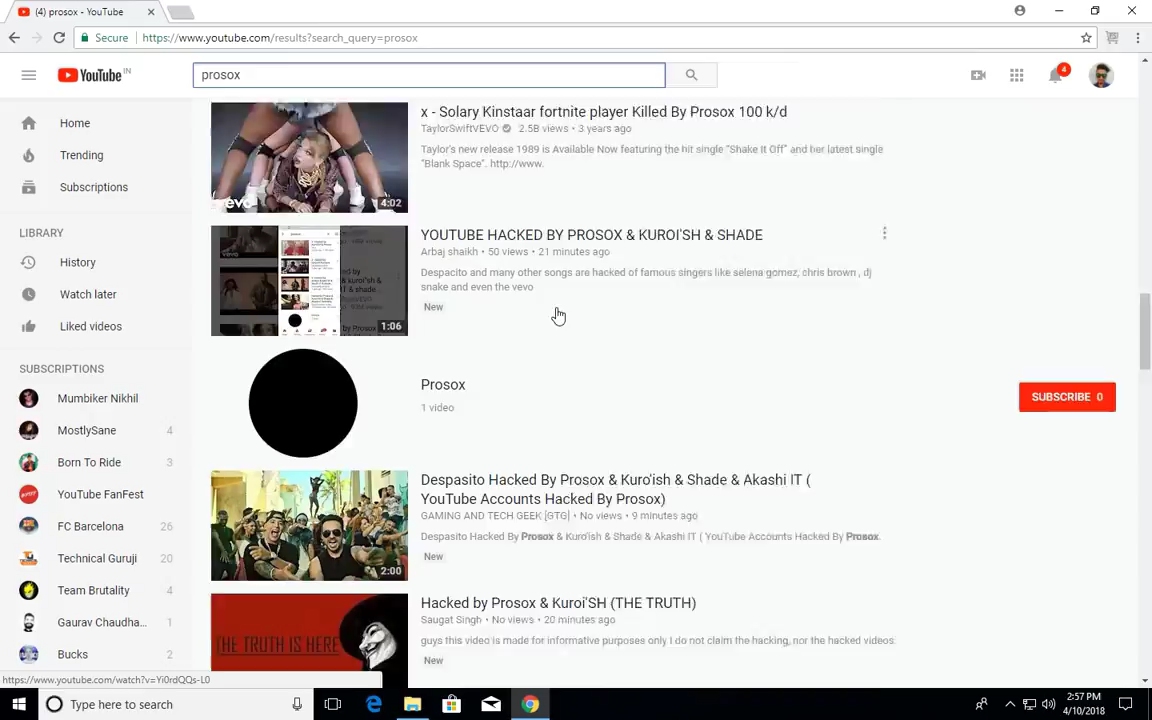 (4) prosox - YouTube
Secure https://www.youtube.com/results?search_query=prosox
YouTube IN
prosox
4
Home
Trending
Subscriptions
LIBRARY
History
Watch later
Liked videos
SUBSCRIPTIONS
Mumbiker Nikhil
MostlySane 4
Born To Ride 3
YouTube FanFest
FC Barcelona 26
Technical Guruji 20
Team Brutality 4
Gaurav Chaudha... 1
Bucks 2
x - Solary Kinstaar fortnite player Killed By Prosox 100 k/d
TaylorSwiftVEVO 2.5B views • 3 years ago
Taylor's new release 1989 is Available Now featuring the hit single "Shake It Off" and her latest single
"Blank Space". http://www.
vevo
4:02
YOUTUBE HACKED BY PROSOX & KUROI'SH & SHADE
Arbaj shaikh • 50 views • 21 minutes ago
Despacito and many other songs are hacked of famous singers like selena gomez, chris brown , dj
snake and even the vevo
New
1:06
Prosox
1 video
SUBSCRIBE 0
Despasito Hacked By Prosox & Kuro'ish & Shade & Akashi IT (
YouTube Accounts Hacked By Prosox)
GAMING AND TECH GEEK [GTG] • No views • 9 minutes ago
Despasito Hacked By Prosox & Kuro'ish & Shade & Akashi IT ( YouTube Accounts Hacked By Prosox.
New
2:00
Hacked by Prosox & Kuroi'SH (THE TRUTH)
Saugat Singh • No views • 20 minutes ago
guys this video is made for informative purposes only I do not claim the hacking, nor the hacked videos.
New
THE TRUTH IS HERE
https://www.youtube.com/watch?v=Yi0rdQQs-L0
Type here to search
2:57 PM
4/10/2018